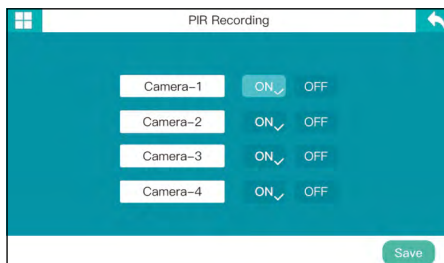 PIR Recording
Camera-1 ON OFF
Camera-2 ON OFF
Camera-3 ON OFF
Camera-4 ON OFF
Save